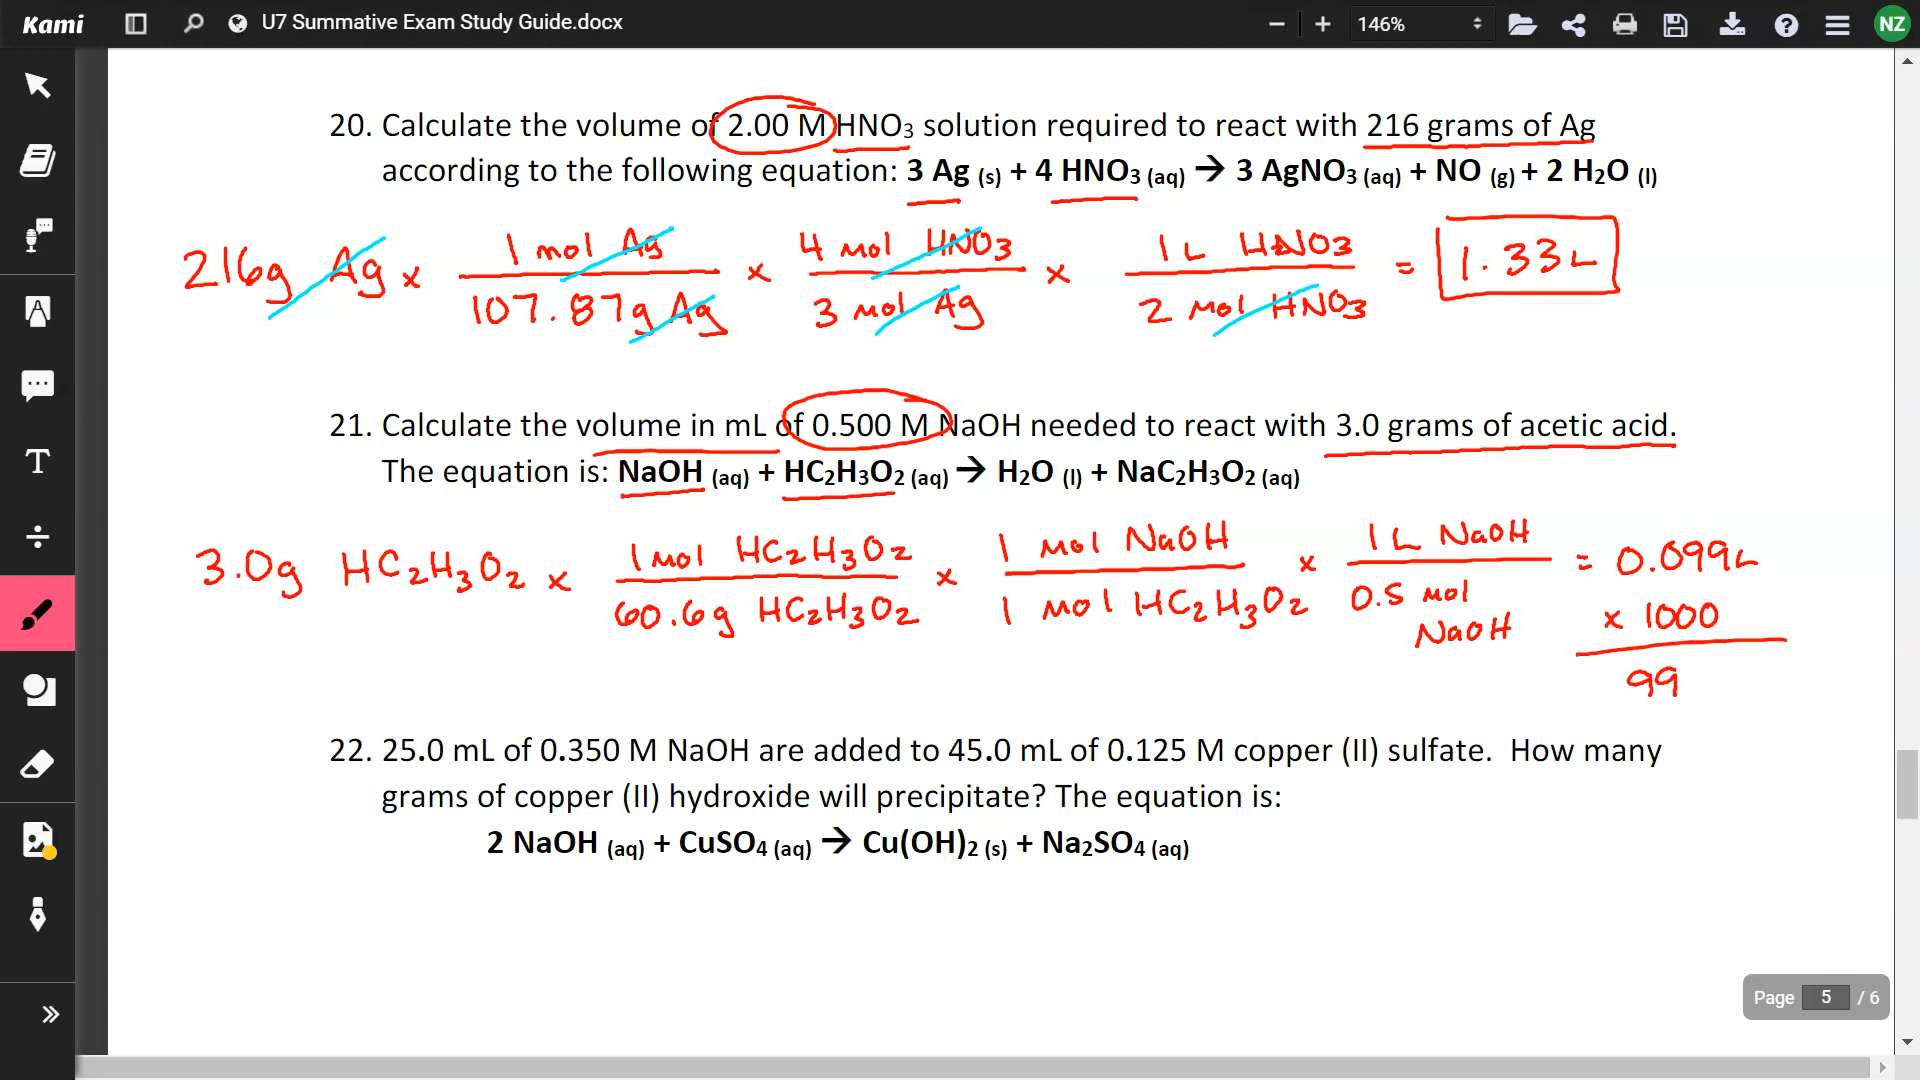 Kami U7 Summative Exam Study Guide.docx 146% NZ
20. Calculate the volume of 2.00 M HNO3 solution required to react with 216 grams of Ag
according to the following equation: 3 Ag (s) + 4 HNO3 (aq) → 3 AgNO3 (aq) + NO (g) + 2 H2O (l)
216g Ag x 1 mol Ag / 107.87g Ag x 4 mol HNO3 / 3 mol Ag x 1L HNO3 / 2 mol HNO3 = 1.33L
21. Calculate the volume in mL of 0.500 M NaOH needed to react with 3.0 grams of acetic acid.
The equation is: NaOH (aq) + HC2H3O2 (aq) → H2O (l) + NaC2H3O2 (aq)
3.0g HC2H3O2 x 1mol HC2H3O2 / 60.6g HC2H3O2 x 1 mol NaOH / 1 mol HC2H3O2 x 1L NaOH / 0.5 mol NaOH = 0.099L
x 1000
99
22. 25.0 mL of 0.350 M NaOH are added to 45.0 mL of 0.125 M copper (II) sulfate. How many
grams of copper (II) hydroxide will precipitate? The equation is:
2 NaOH (aq) + CuSO4 (aq) → Cu(OH)2 (s) + Na2SO4 (aq)
Page 5 / 6